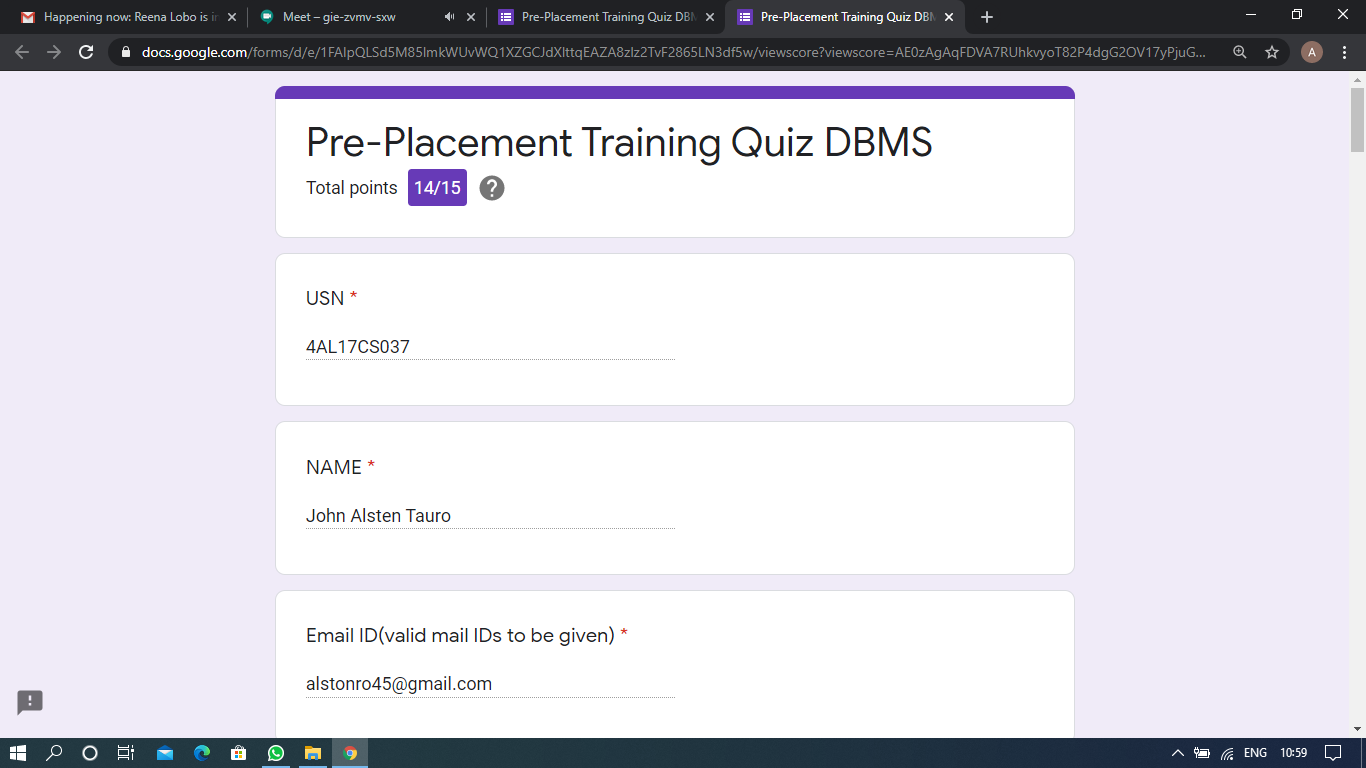 Happening now: Reena Lobo is in
Meet – gie-zvmv-sxw
Pre-Placement Training Quiz DBM
Pre-Placement Training Quiz DBM
docs.google.com/forms/d/e/1FAIpQLSd5M85lmkWUvWQ1XZGCJdXlttqEAZA8zlz2TvF2865LN3df5w/viewscore?viewscore=AE0zAgAqFDVA7RUhkvyoT82P4dgG2OV17yPjuG...
A
Pre-Placement Training Quiz DBMS
Total points 14/15 ?
USN *
4AL17CS037
NAME *
John Alsten Tauro
Email ID(valid mail IDs to be given) *
alstonro45@gmail.com
ENG 10:59